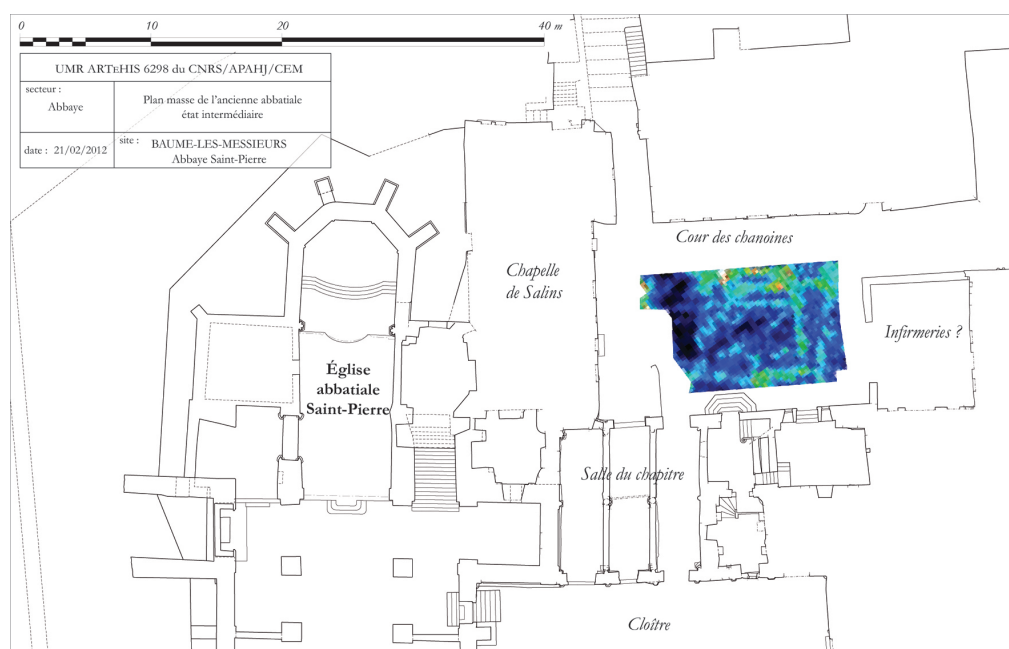 0 10 20 40 m
UMR ARTEHIS 6298 du CNRS/APAHJ/CEM
secteur :
Abbaye
Plan masse de l'ancienne abbatiale
état intermédiaire
date : 21/02/2012
site : BAUME-LES-MESSIEURS
Abbaye Saint-Pierre
Cour des chanoines
Chapelle
de Salins
Infirmeries ?
Église
abbatiale
Saint-Pierre
Salle du chapitre
Cloître